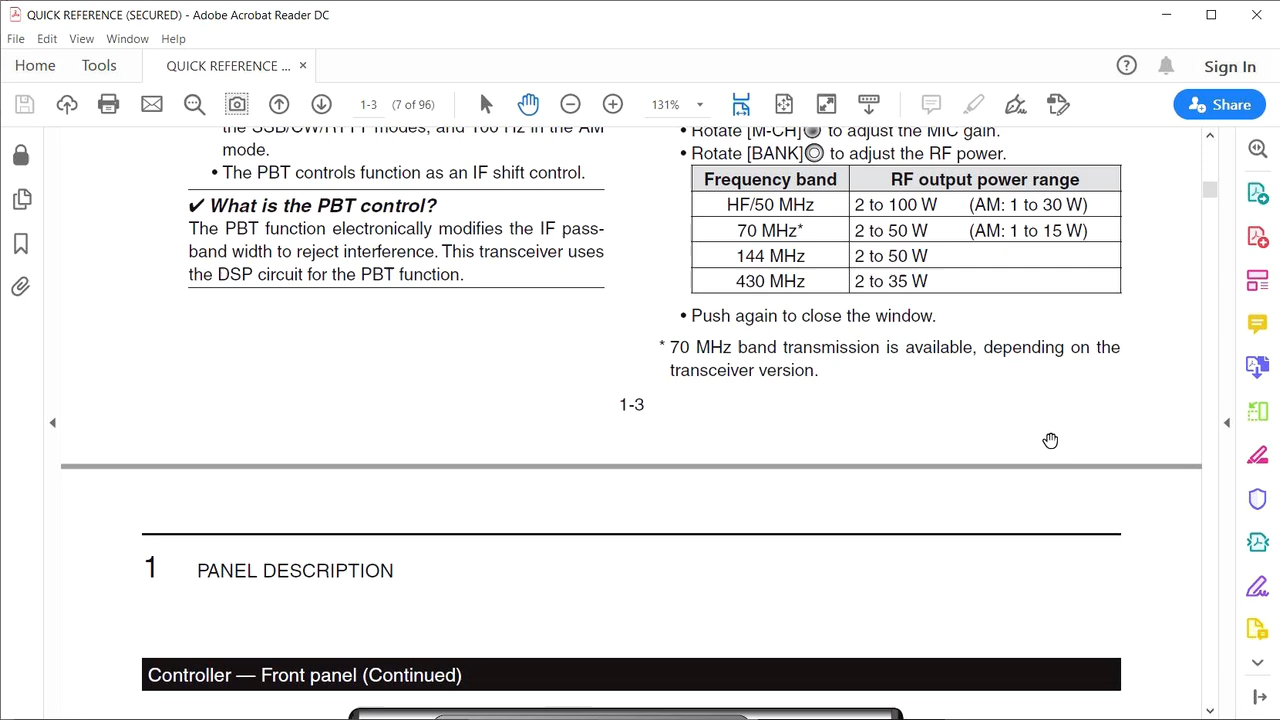 QUICK REFERENCE (SECURED) - Adobe Acrobat Reader DC
File Edit View Window Help
Home Tools QUICK REFERENCE ... × Sign In
1-3 (7 of 96) 131% Share
the SSB/CW/RTTY modes, and 100 Hz in the AM
mode.
• The PBT controls function as an IF shift control.
✔ What is the PBT control?
The PBT function electronically modifies the IF pass-
band width to reject interference. This transceiver uses
the DSP circuit for the PBT function.
• Rotate [M-CH] to adjust the MIC gain.
• Rotate [BANK] to adjust the RF power.
Frequency band RF output power range
HF/50 MHz 2 to 100 W (AM: 1 to 30 W)
70 MHz* 2 to 50 W (AM: 1 to 15 W)
144 MHz 2 to 50 W
430 MHz 2 to 35 W
• Push again to close the window.
* 70 MHz band transmission is available, depending on the
transceiver version.
1-3
1 PANEL DESCRIPTION
Controller — Front panel (Continued)